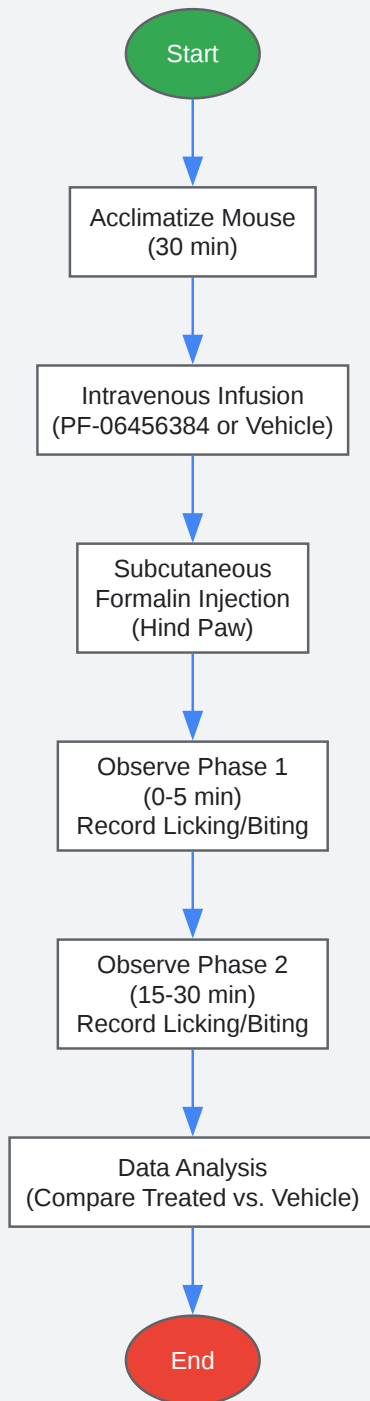 Start
Acclimatize Mouse
(30 min)
Intravenous Infusion
(PF-06456384 or Vehicle)
Subcutaneous
Formalin Injection
(Hind Paw)
Observe Phase 1
(0-5 min)
Record Licking/Biting
Observe Phase 2
(15-30 min)
Record Licking/Biting
Data Analysis
(Compare Treated vs. Vehicle)
End